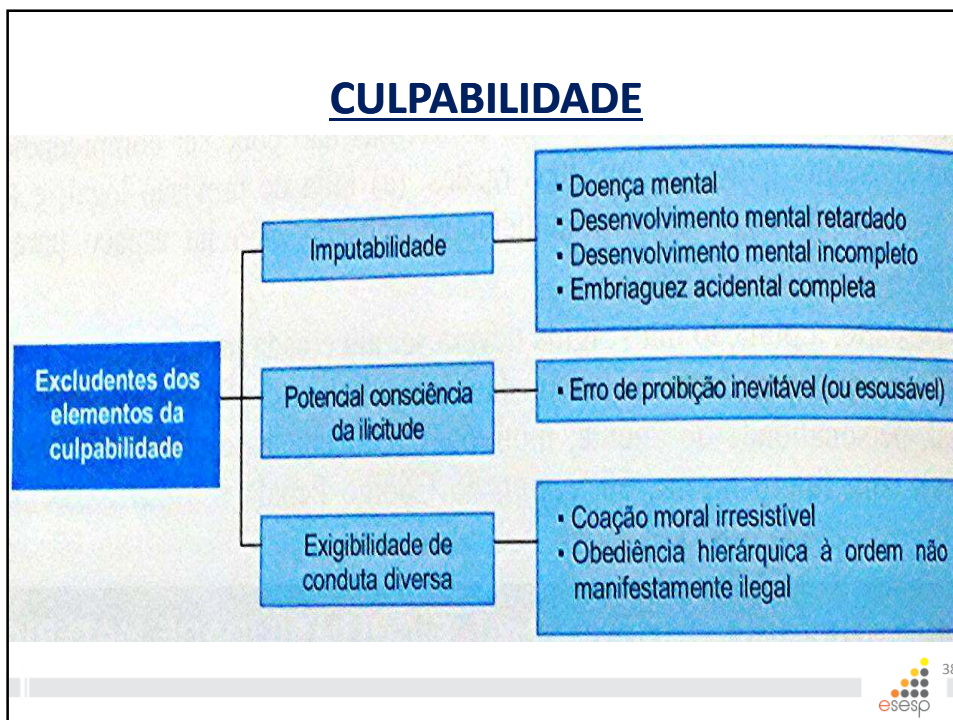 CULPABILIDADE
Excludentes dos
elementos da
culpabilidade
Imputabilidade
• Doença mental
• Desenvolvimento mental retardado
• Desenvolvimento mental incompleto
• Embriaguez acidental completa
Potencial consciência
da ilicitude
• Erro de proibição inevitável (ou escusável)
Exigibilidade de
conduta diversa
• Coação moral irresistível
• Obediência hierárquica à ordem não
manifestamente ilegal
esesp
38